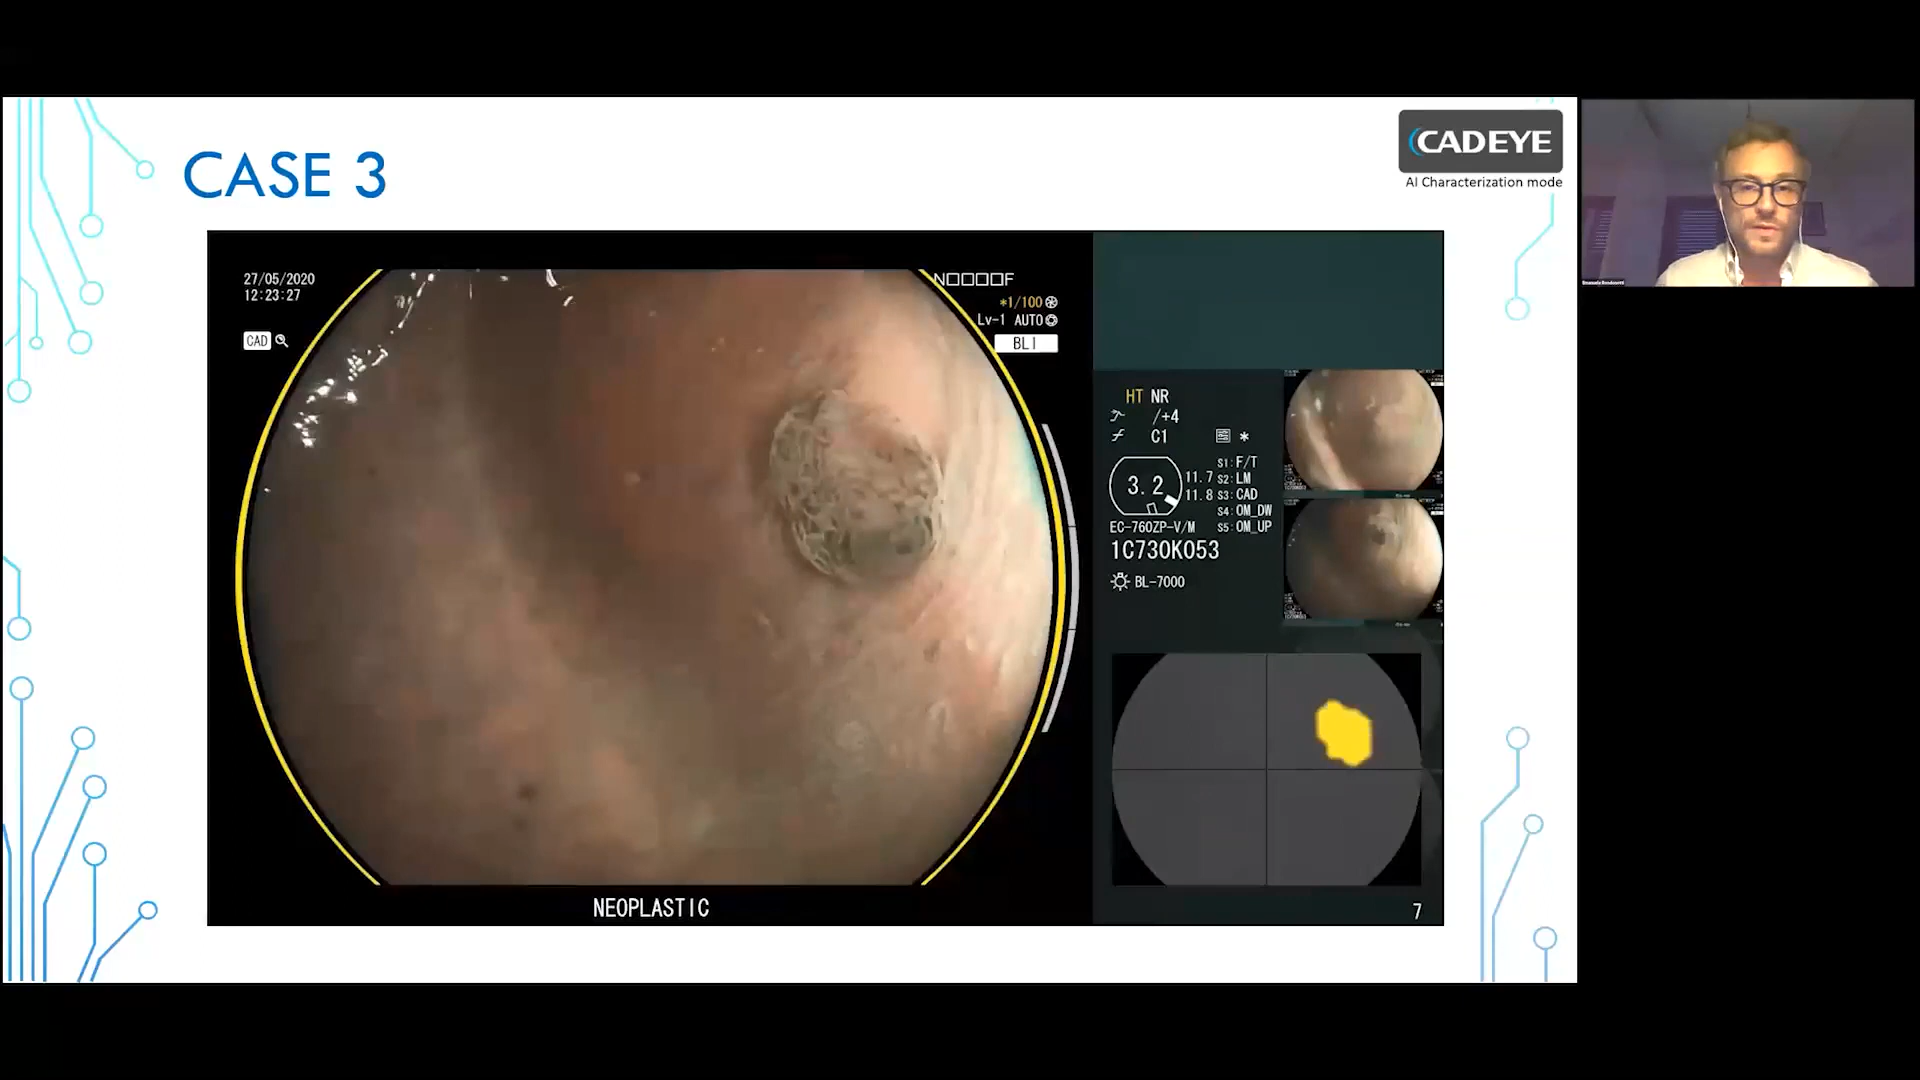 CASE 3
CADEYE
AI Characterization mode
27/05/2020
12:23:27
CAD
N□□□□F
*1/100
Lv-1 AUTO
BLI
HT NR
/+4
C1
3.2
11.7
11.8
S1:F/T
S2:LM
S3:CAD
S4:OM_DW
S5:OM_UP
EC-760ZP-V/M
1C730K053
BL-7000
NEOPLASTIC
7